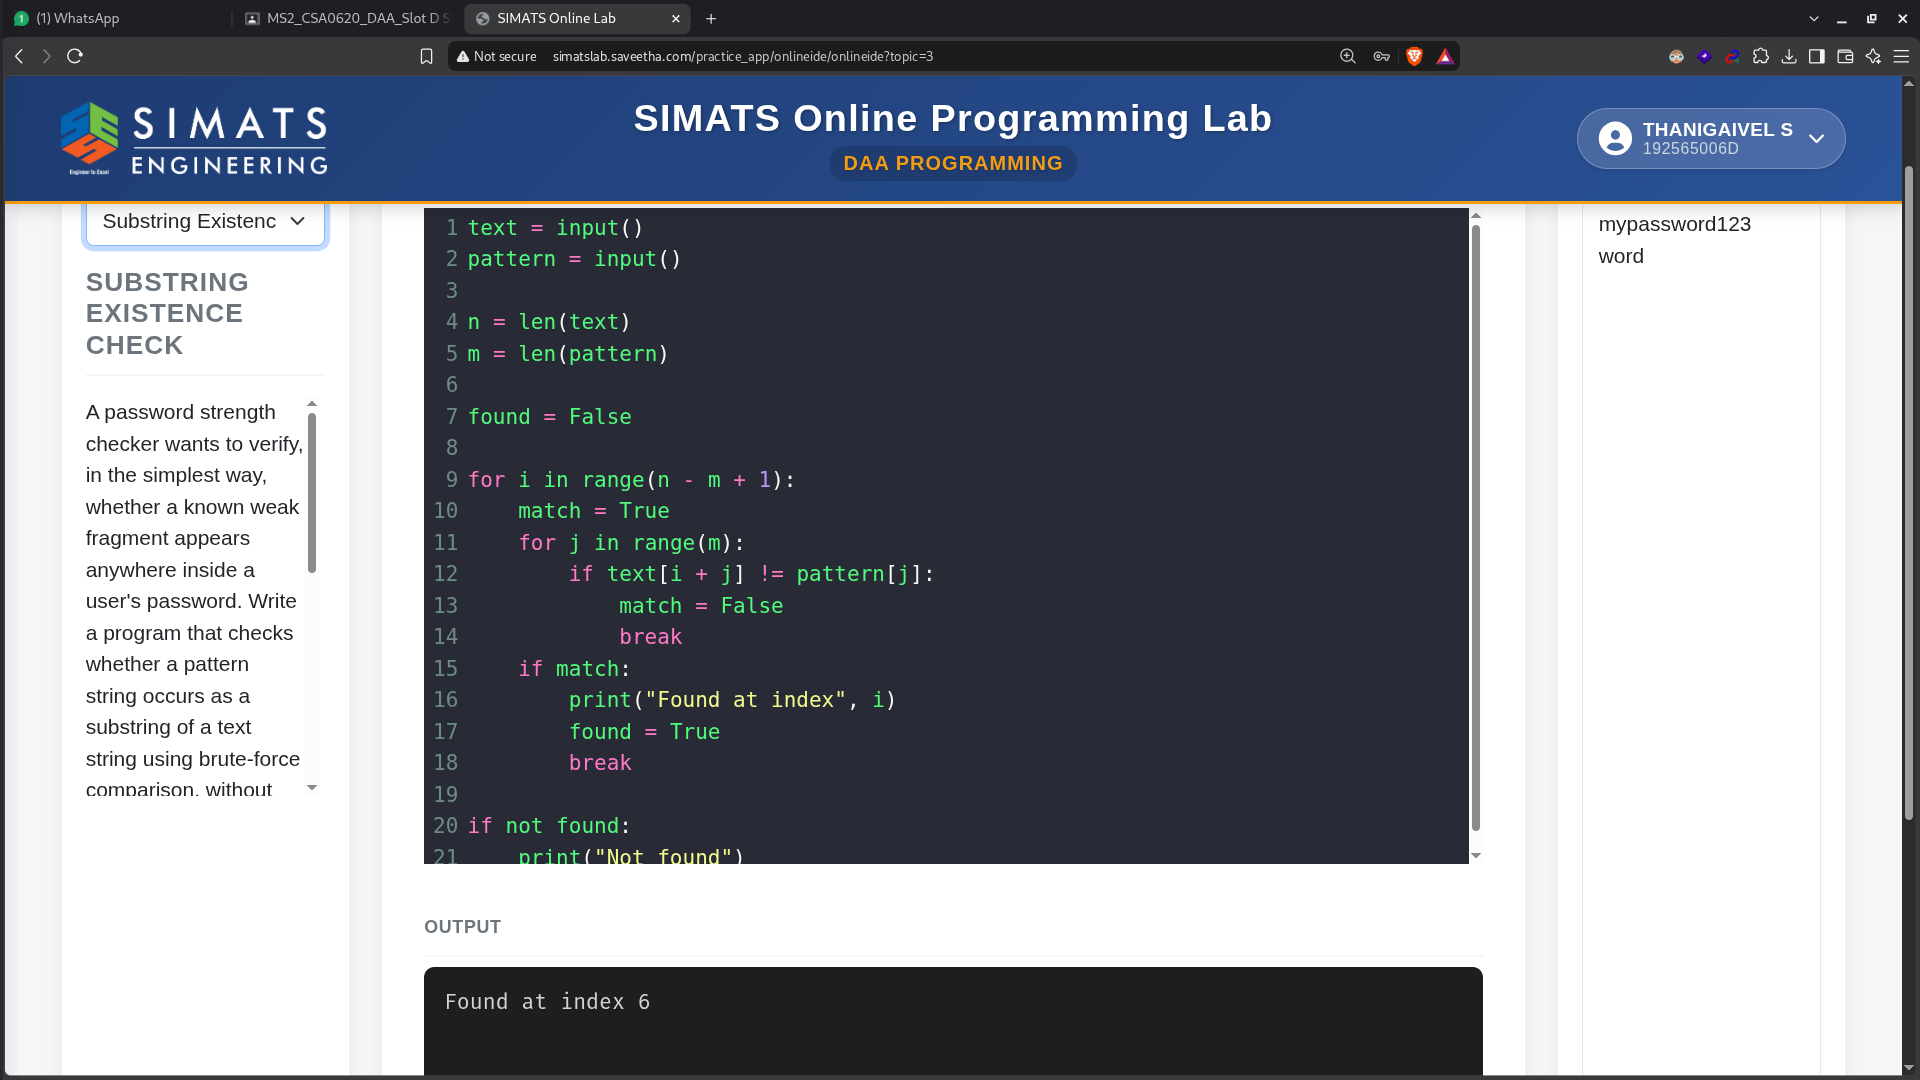 (1) WhatsApp
MS2_CSA0620_DAA_Slot D S
SIMATS Online Lab
Not secure simatslab.saveetha.com/practice_app/onlineide/onlineide?topic=3
SIMATS
ENGINEERING
Engineer to Excel
SIMATS Online Programming Lab
DAA PROGRAMMING
THANIGAIVEL S
192565006D
Substring Existenc
SUBSTRING
EXISTENCE
CHECK
A password strength
checker wants to verify,
in the simplest way,
whether a known weak
fragment appears
anywhere inside a
user's password. Write
a program that checks
whether a pattern
string occurs as a
substring of a text
string using brute-force
comparison, without
1 text = input()
2 pattern = input()
3
4 n = len(text)
5 m = len(pattern)
6
7 found = False
8
9 for i in range(n - m + 1):
10     match = True
11     for j in range(m):
12         if text[i + j] != pattern[j]:
13             match = False
14             break
15     if match:
16         print("Found at index", i)
17         found = True
18         break
19
20 if not found:
21     print("Not found")
OUTPUT
Found at index 6
mypassword123
word